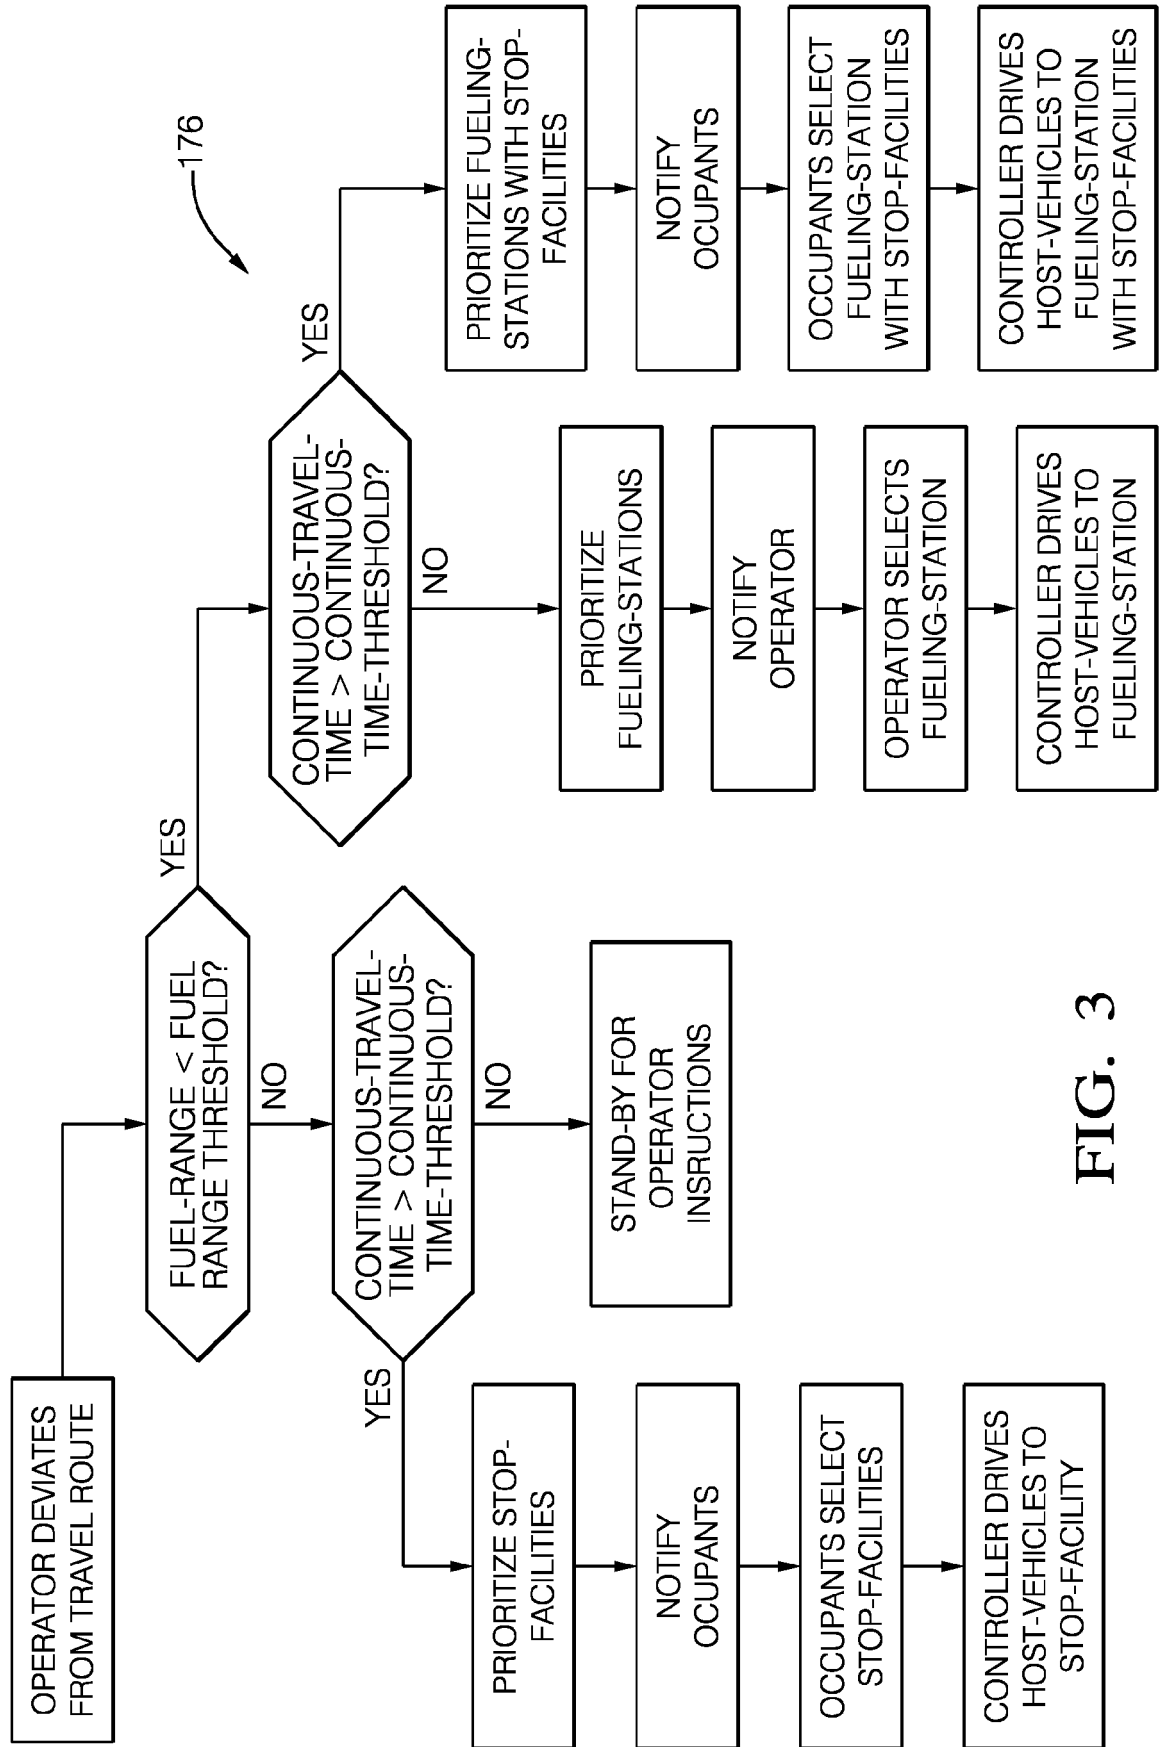 176
OPERATOR DEVIATES
FROM TRAVEL ROUTE
FUEL-RANGE < FUEL
RANGE THRESHOLD?
YES
NO
CONTINUOUS-TRAVEL-
TIME > CONTINUOUS-
TIME-THRESHOLD?
YES
NO
PRIORITIZE STOP-
FACILITIES
NOTIFY
OCUPANTS
OCCUPANTS SELECT
STOP-FACILITIES
CONTROLLER DRIVES
HOST-VEHICLES TO
STOP-FACILITY
STAND-BY FOR
OPERATOR
INSRUCTIONS
CONTINUOUS-TRAVEL-
TIME > CONTINUOUS-
TIME-THRESHOLD?
YES
NO
PRIORITIZE
FUELING-STATIONS
NOTIFY
OPERATOR
OPERATOR SELECTS
FUELING-STATION
CONTROLLER DRIVES
HOST-VEHICLES TO
FUELING-STATION
PRIORITIZE FUELING-
STATIONS WITH STOP-
FACILITIES
NOTIFY
OCUPANTS
OCCUPANTS SELECT
FUELING-STATION
WITH STOP-FACILITIES
CONTROLLER DRIVES
HOST-VEHICLES TO
FUELING-STATION
WITH STOP-FACILITIES
FIG. 3